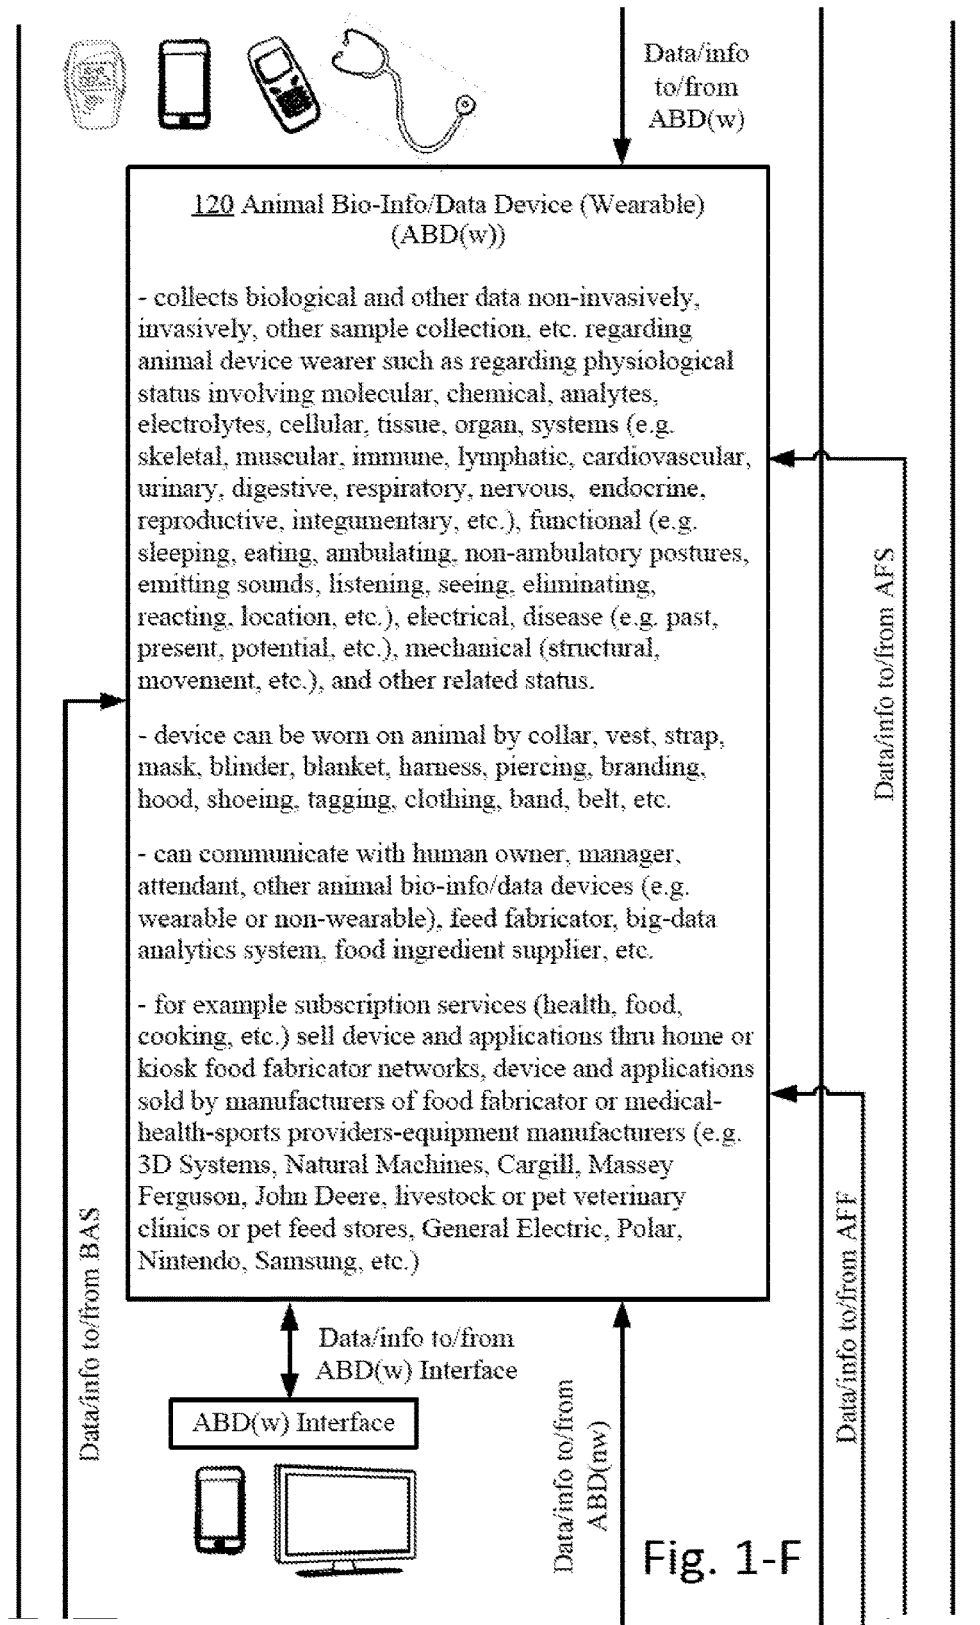 Data/info
to/from
ABD(w)
120 Animal Bio-Info/Data Device (Wearable)
(ABD(w))
- collects biological and other data non-invasively,
invasively, other sample collection, etc. regarding
animal device wearer such as regarding physiological
status involving molecular, chemical, analytes,
electrolytes, cellular, tissue, organ, systems (e.g.
skeletal, muscular, immune, lymphatic, cardiovascular,
urinary, digestive, respiratory, nervous, endocrine,
reproductive, integumentary, etc.), functional (e.g.
sleeping, eating, ambulating, non-ambulatory postures,
emitting sounds, listening, seeing, eliminating,
reacting, location, etc.), electrical, disease (e.g. past,
present, potential, etc.), mechanical (structural,
movement, etc.), and other related status.
- device can be worn on animal by collar, vest, strap,
mask, blinder, blanket, harness, piercing, branding,
hood, shoeing, tagging, clothing, band, belt, etc.
- can communicate with human owner, manager,
attendant, other animal bio-info/data devices (e.g.
wearable or non-wearable), feed fabricator, big-data
analytics system, food ingredient supplier, etc.
- for example subscription services (health, food,
cooking, etc.) sell device and applications thru home or
kiosk food fabricator networks, device and applications
sold by manufacturers of food fabricator or medical-
health-sports providers-equipment manufacturers (e.g.
3D Systems, Natural Machines, Cargill, Massey
Ferguson, John Deere, livestock or pet veterinary
clinics or pet feed stores, General Electric, Polar,
Nintendo, Samsung, etc.)
Data/info to/from AFS
Data/info to/from AFF
Data/info to/from BAS
Data/info to/from
ABD(w) Interface
ABD(w) Interface
Data/info to/from
ABD(nw)
Fig. 1-F